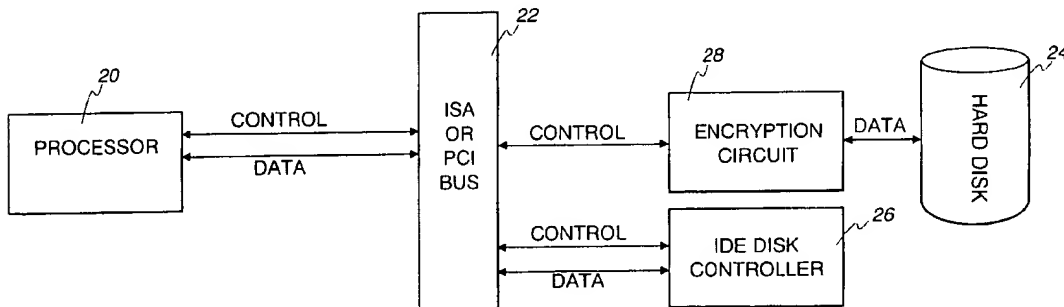 20
PROCESSOR
CONTROL
DATA
22
ISA
OR
PCI
BUS
CONTROL
28
ENCRYPTION
CIRCUIT
DATA
24
HARD DISK
CONTROL
DATA
26
IDE DISK
CONTROLLER